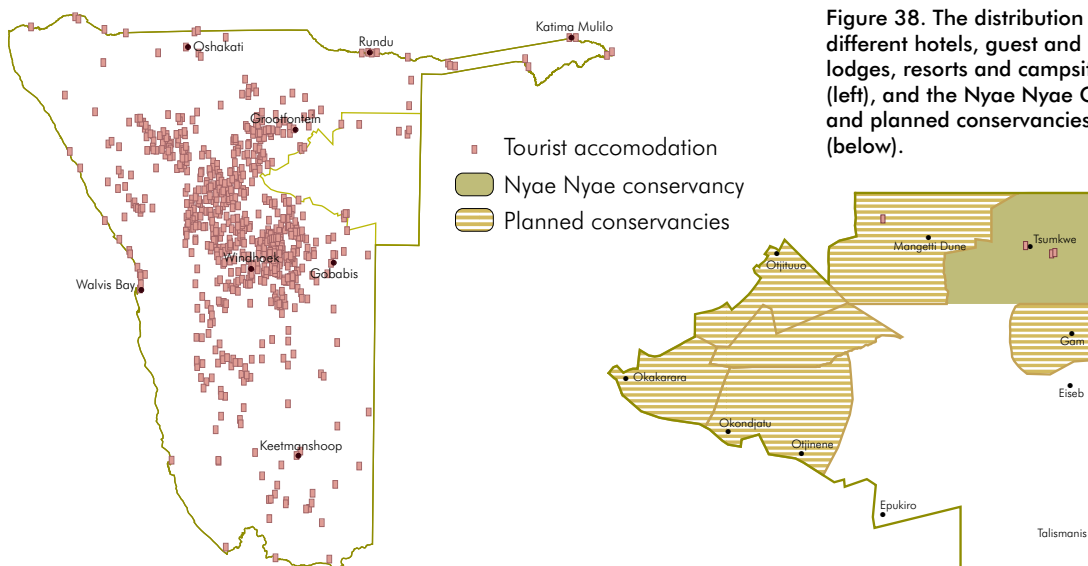 Figure 38. The distribution
different hotels, guest and
lodges, resorts and campsit
(left), and the Nyae Nyae C
and planned conservancies
(below).
Katima Mulilo
Oshakati
Rundu
Grootfontein
Windhoek
Gobabis
Walvis Bay
Keetmanshoop
Tourist accomodation
Nyae Nyae conservancy
Planned conservancies
Mangetti Dune
Tsumkwe
Otjituuo
Gam
Okakarara
Eiseb
Okondjatu
Otjinene
Epukiro
Talismanis